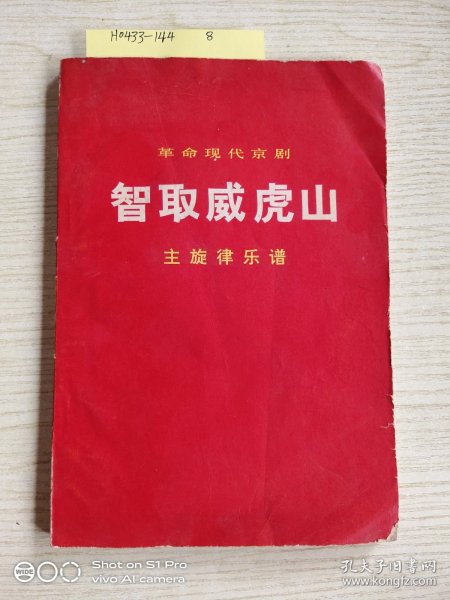 H0433-144 8
革命现代京剧
智取威虎山
主旋律乐谱
WIDE
Shot on S1 Pro
vivo AI camera
孔夫子旧书网
www.kongfz.com